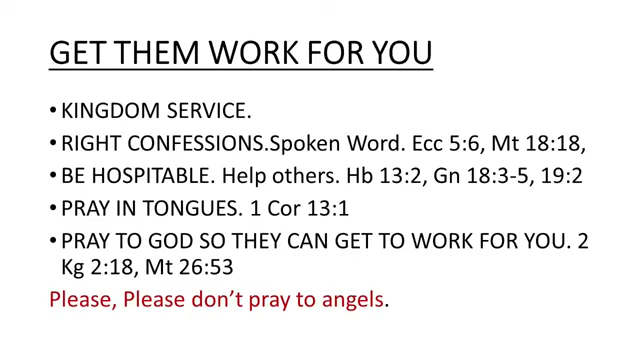 GET THEM WORK FOR YOU
• KINGDOM SERVICE.
• RIGHT CONFESSIONS.Spoken Word. Ecc 5:6, Mt 18:18,
• BE HOSPITABLE. Help others. Hb 13:2, Gn 18:3-5, 19:2
• PRAY IN TONGUES. 1 Cor 13:1
• PRAY TO GOD SO THEY CAN GET TO WORK FOR YOU. 2
Kg 2:18, Mt 26:53
Please, Please don’t pray to angels.